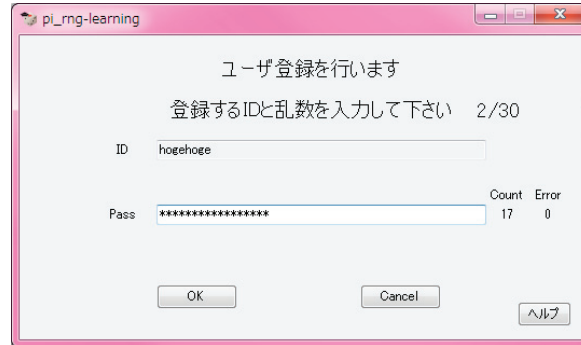 pi_rng-learning
ユーザ登録を行います
登録するIDと乱数を入力して下さい 2/30
ID hogehoge
Count Error
Pass ***************** 17 0
OK Cancel
ヘルプ